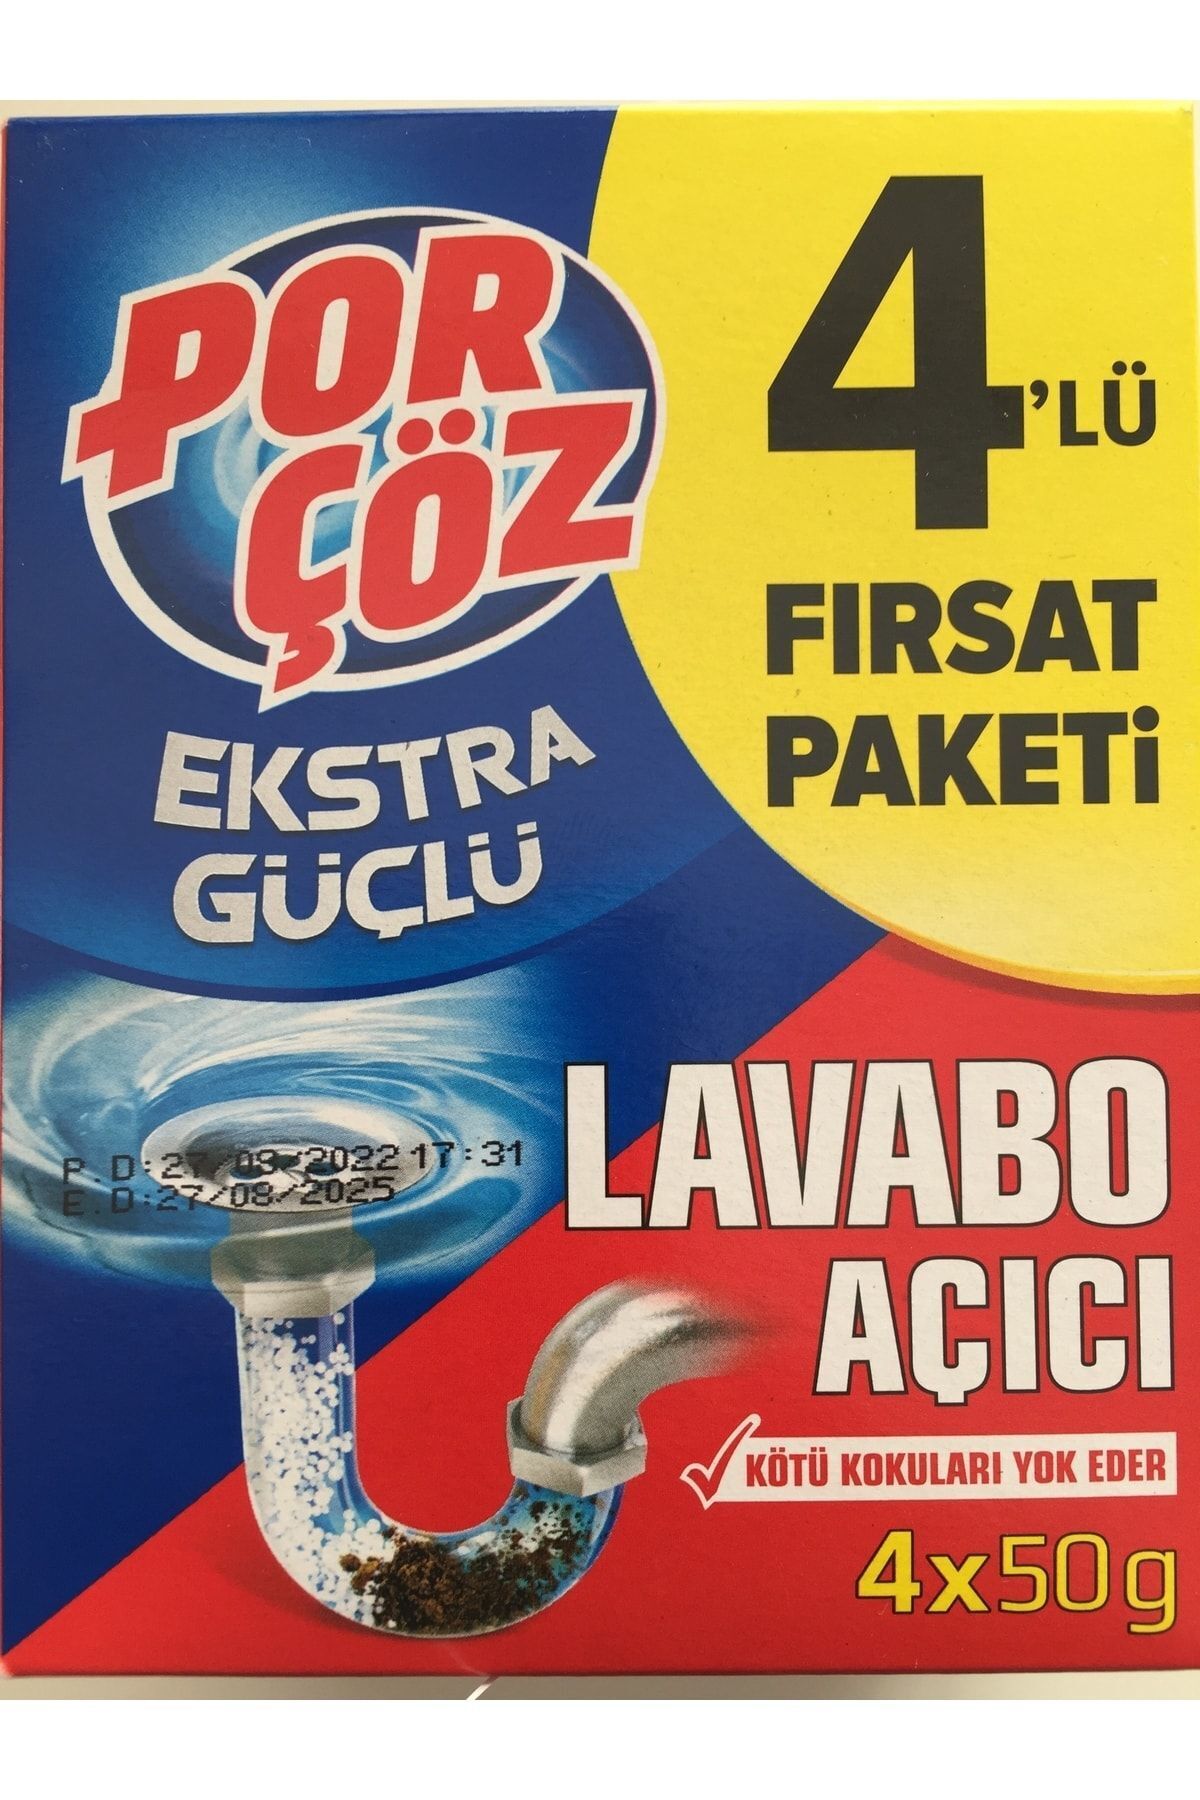 POR
ÇÖZ
EKSTRA
GÜÇLÜ
4'LÜ
FIRSAT
PAKETİ
P.D:27/08/2022 17:31
E.D:27/08/2025
LAVABO
AÇICI
KÖTÜ KOKULARI YOK EDER
4x50g